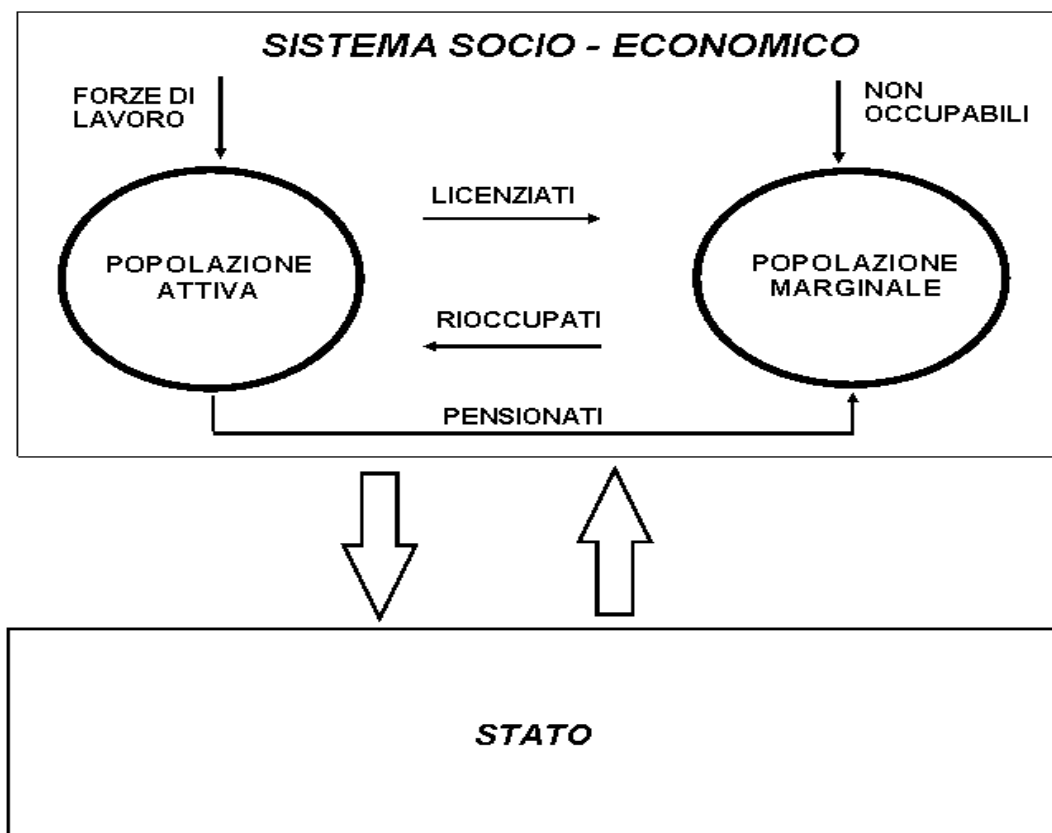 SISTEMA SOCIO - ECONOMICO
FORZE DI
LAVORO
NON
OCCUPABILI
LICENZIATI
POPOLAZIONE
ATTIVA
POPOLAZIONE
MARGINALE
RIOCCUPATI
PENSIONATI
STATO